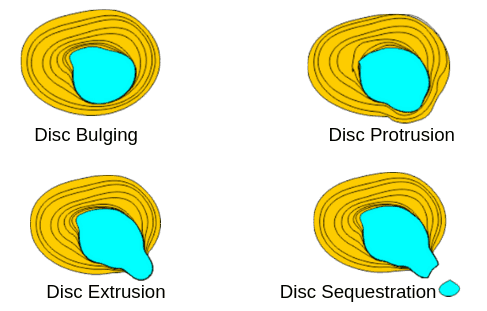 Disc Bulging
Disc Protrusion
Disc Extrusion
Disc Sequestration